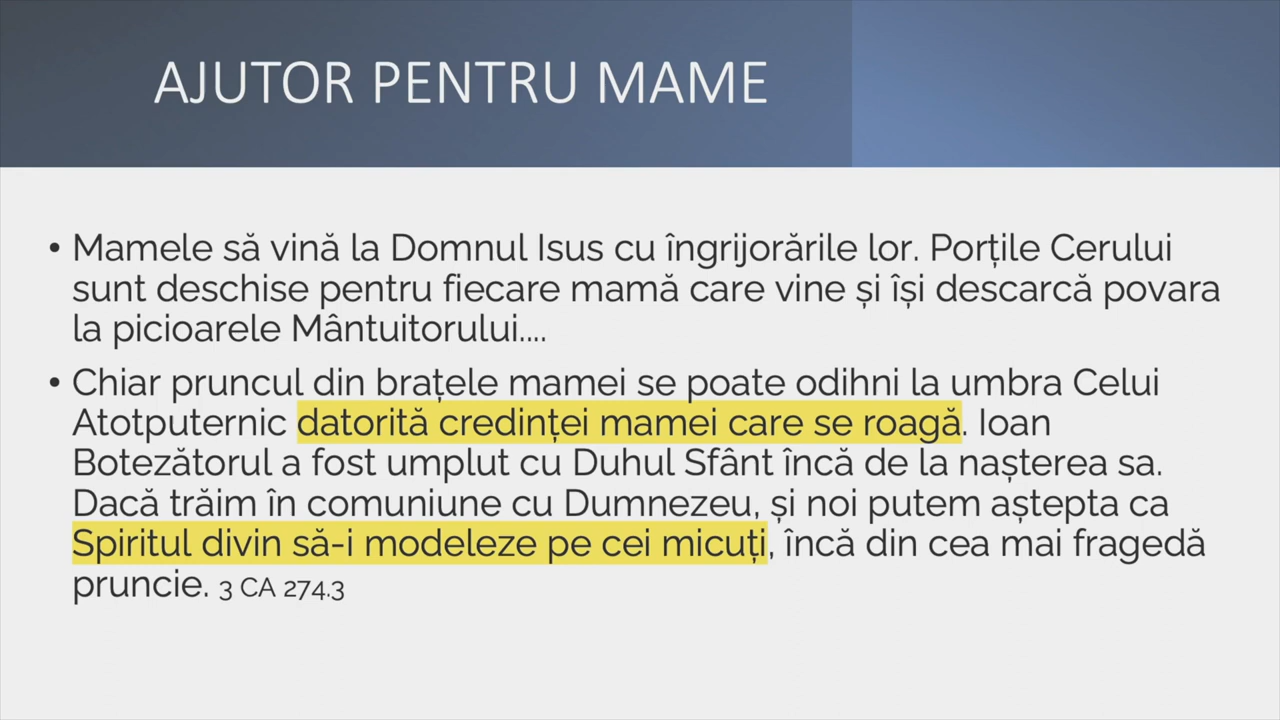 AJUTOR PENTRU MAME
• Mamele să vină la Domnul Isus cu îngrijorările lor. Porțile Cerului
sunt deschise pentru fiecare mamă care vine și își descarcă povara
la picioarele Mântuitorului....
• Chiar pruncul din brațele mamei se poate odihni la umbra Celui
Atotputernic datorită credinței mamei care se roagă. Ioan
Botezătorul a fost umplut cu Duhul Sfânt încă de la nașterea sa.
Dacă trăim în comuniune cu Dumnezeu, și noi putem aștepta ca
Spiritul divin să-i modeleze pe cei micuți, încă din cea mai fragedă
pruncie. 3 CA 274.3